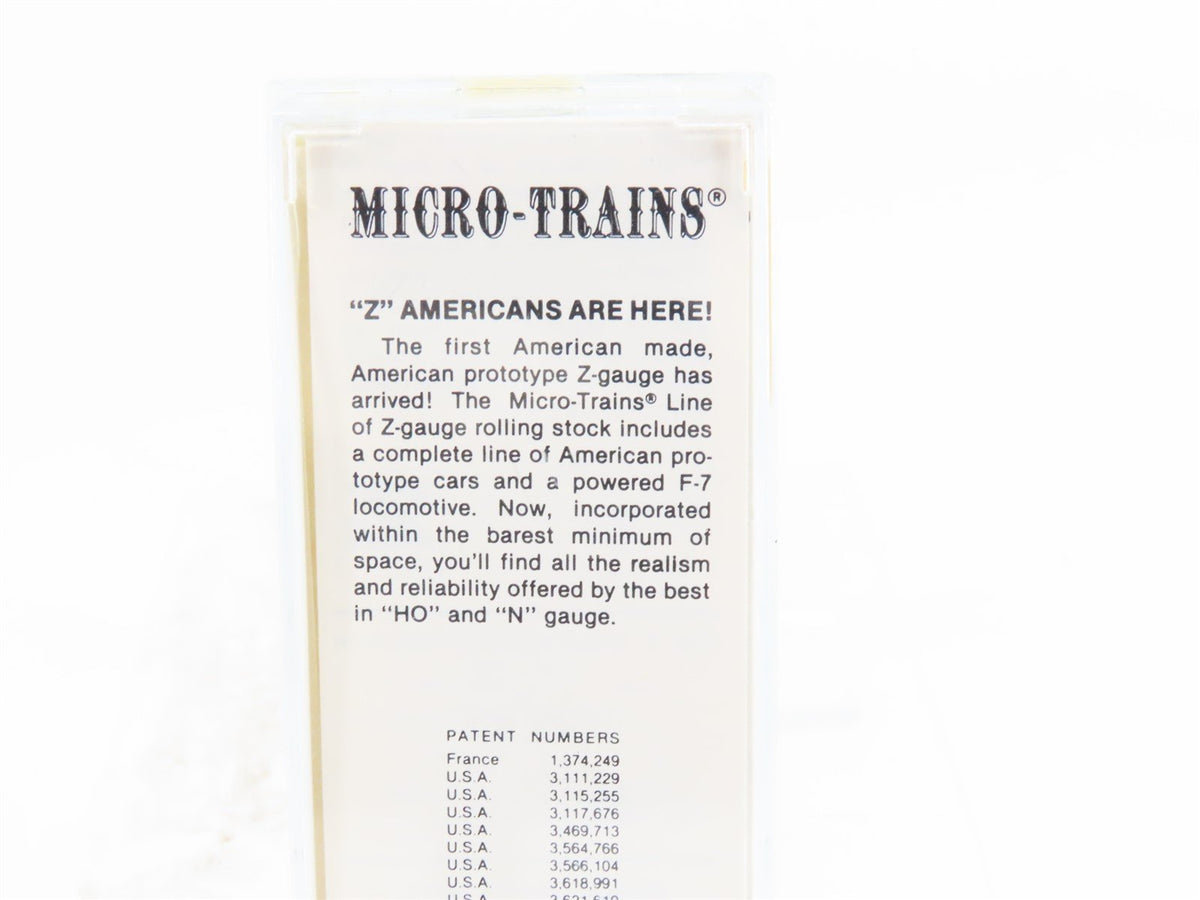 MICRO-TRAINS®
“Z” AMERICANS ARE HERE!
The first American made,
American prototype Z-gauge has
arrived! The Micro-Trains® Line
of Z-gauge rolling stock includes
a complete line of American pro-
totype cars and a powered F-7
locomotive. Now, incorporated
within the barest minimum of
space, you’ll find all the realism
and reliability offered by the best
in “HO” and “N” gauge.
PATENT NUMBERS
France 1,374,249
U.S.A. 3,111,229
U.S.A. 3,115,255
U.S.A. 3,117,676
U.S.A. 3,469,713
U.S.A. 3,564,766
U.S.A. 3,566,104
U.S.A. 3,618,991
U.S.A.